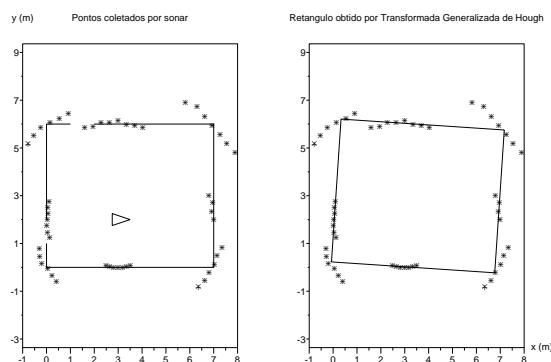 y (m)
Pontos coletados por sonar
Retangulo obtido por Transformada Generalizada de Hough
9
7
5
3
1
-1
-3
-1 0 1 2 3 4 5 6 7 8
9
7
5
3
1
-1
-3
-1 0 1 2 3 4 5 6 7 8
x (m)